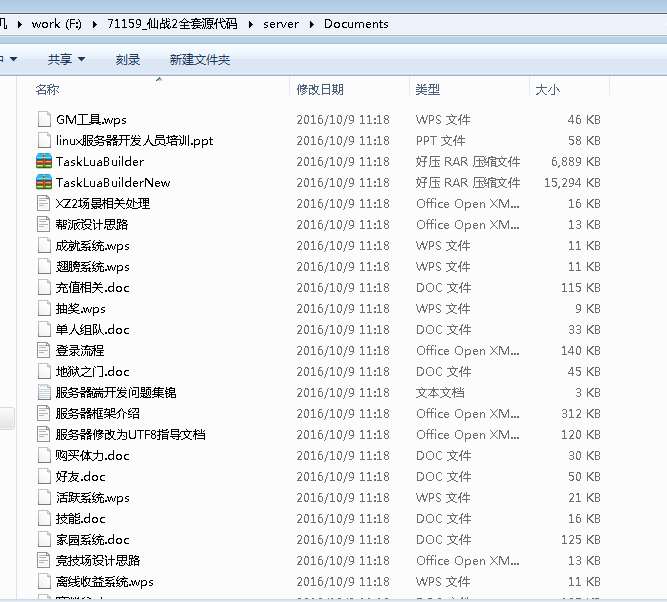 work (F:) 71159_仙战2全套源代码 server Documents
共享 刻录 新建文件夹
名称 修改日期 类型 大小
GM工具.wps 2016/10/9 11:18 WPS 文件 46 KB
linux服务器开发人员培训.ppt 2016/10/9 11:18 PPT 文件 58 KB
TaskLuaBuilder 2016/10/9 11:18 好压 RAR 压缩文件 6,889 KB
TaskLuaBuilderNew 2016/10/9 11:18 好压 RAR 压缩文件 15,294 KB
XZ2场景相关处理 2016/10/9 11:18 Office Open XM... 16 KB
帮派设计思路 2016/10/9 11:18 Office Open XM... 13 KB
成就系统.wps 2016/10/9 11:18 WPS 文件 11 KB
翅膀系统.wps 2016/10/9 11:18 WPS 文件 11 KB
充值相关.doc 2016/10/9 11:18 DOC 文件 115 KB
抽奖.wps 2016/10/9 11:18 WPS 文件 9 KB
单人组队.doc 2016/10/9 11:18 DOC 文件 33 KB
登录流程 2016/10/9 11:18 Office Open XM... 140 KB
地狱之门.doc 2016/10/9 11:18 DOC 文件 45 KB
服务器端开发问题集锦 2016/10/9 11:18 文本文档 3 KB
服务器框架介绍 2016/10/9 11:18 Office Open XM... 312 KB
服务器修改为UTF8指导文档 2016/10/9 11:18 Office Open XM... 120 KB
购买体力.doc 2016/10/9 11:18 DOC 文件 30 KB
好友.doc 2016/10/9 11:18 DOC 文件 50 KB
活跃系统.wps 2016/10/9 11:18 WPS 文件 21 KB
技能.doc 2016/10/9 11:18 DOC 文件 16 KB
家园系统.doc 2016/10/9 11:18 DOC 文件 125 KB
竞技场设计思路 2016/10/9 11:18 Office Open XM... 13 KB
离线收益系统.wps 2016/10/9 11:18 WPS 文件 11 KB